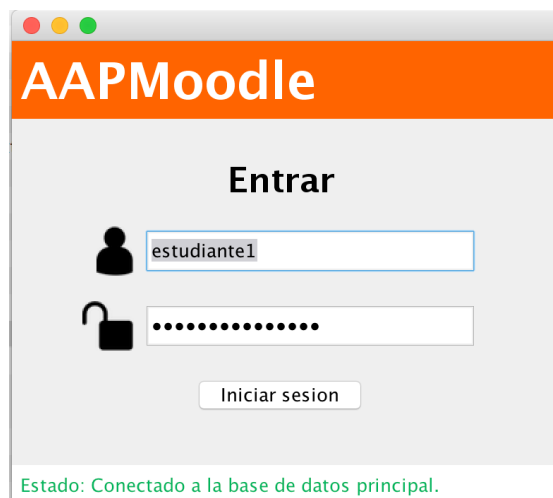 AAPMoodle
Entrar
estudiante1
•••••••••••••••
Iniciar sesion
Estado: Conectado a la base de datos principal.